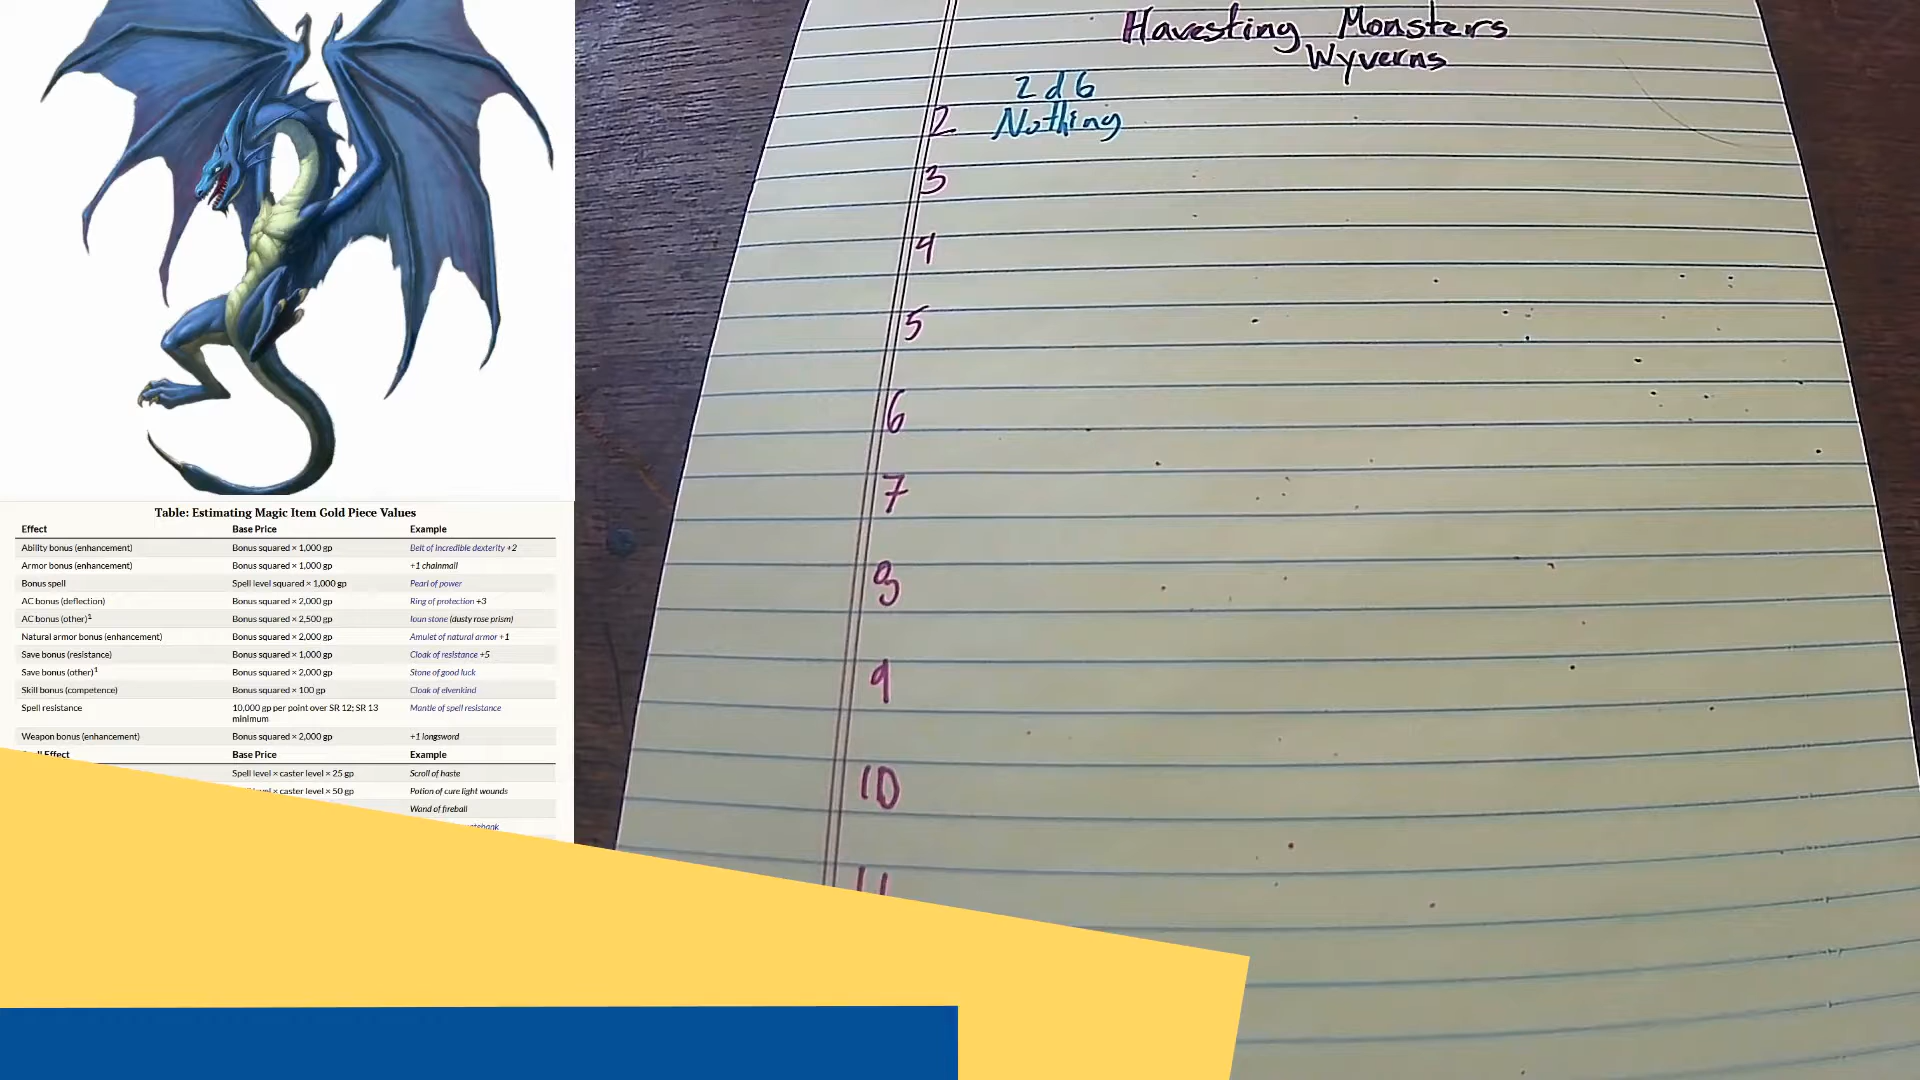 Havesting Monsters
Wyverns
2 d 6
2 Nothing
3
4
5
6
7
8
9
10
11
Table: Estimating Magic Item Gold Piece Values
Effect Base Price Example
Ability bonus (enhancement) Bonus squared × 1,000 gp Belt of incredible dexterity +2
Armor bonus (enhancement) Bonus squared × 1,000 gp +1 chainmail
Bonus spell Spell level squared × 1,000 gp Pearl of power
AC bonus (deflection) Bonus squared × 2,000 gp Ring of protection +3
AC bonus (other)1 Bonus squared × 2,500 gp Ioun stone (dusty rose prism)
Natural armor bonus (enhancement) Bonus squared × 2,000 gp Amulet of natural armor +1
Save bonus (resistance) Bonus squared × 1,000 gp Cloak of resistance +5
Save bonus (other)1 Bonus squared × 2,000 gp Stone of good luck
Skill bonus (competence) Bonus squared × 100 gp Cloak of elvenkind
Spell resistance 10,000 gp per point over SR 12; SR 13 Mantle of spell resistance
minimum
Weapon bonus (enhancement) Bonus squared × 2,000 gp +1 longsword
Effect Base Price Example
Spell level × caster level × 25 gp Scroll of haste
× caster level × 50 gp Potion of cure light wounds
Wand of fireball